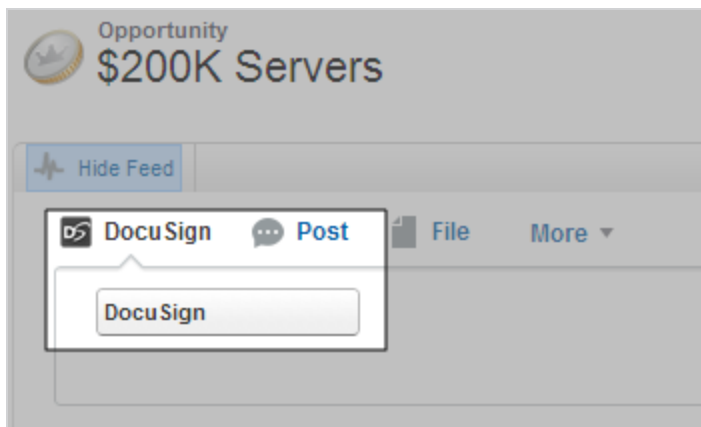 Opportunity
$200K Servers
Hide Feed
DocuSign Post File More
DocuSign